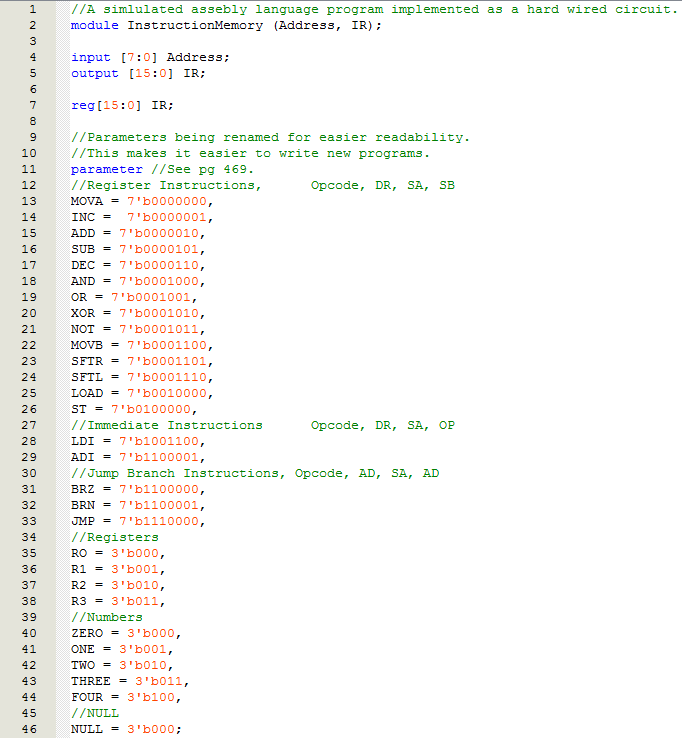 1 //A simlulated assebly language program implemented as a hard wired circuit.
2 module InstructionMemory (Address, IR);
3
4 input [7:0] Address;
5 output [15:0] IR;
6
7 reg[15:0] IR;
8
9 //Parameters being renamed for easier readability.
10 //This makes it easier to write new programs.
11 parameter //See pg 469.
12 //Register Instructions,      Opcode, DR, SA, SB
13 MOVA = 7'b0000000,
14 INC =  7'b0000001,
15 ADD = 7'b0000010,
16 SUB = 7'b0000101,
17 DEC = 7'b0000110,
18 AND = 7'b0001000,
19 OR = 7'b0001001,
20 XOR = 7'b0001010,
21 NOT = 7'b0001011,
22 MOVB = 7'b0001100,
23 SFTR = 7'b0001101,
24 SFTL = 7'b0001110,
25 LOAD = 7'b0010000,
26 ST = 7'b0100000,
27 //Immediate Instructions      Opcode, DR, SA, OP
28 LDI = 7'b1001100,
29 ADI = 7'b1100001,
30 //Jump Branch Instructions, Opcode, AD, SA, AD
31 BRZ = 7'b1100000,
32 BRN = 7'b1100001,
33 JMP = 7'b1110000,
34 //Registers
35 RO = 3'b000,
36 R1 = 3'b001,
37 R2 = 3'b010,
38 R3 = 3'b011,
39 //Numbers
40 ZERO = 3'b000,
41 ONE = 3'b001,
42 TWO = 3'b010,
43 THREE = 3'b011,
44 FOUR = 3'b100,
45 //NULL
46 NULL = 3'b000;